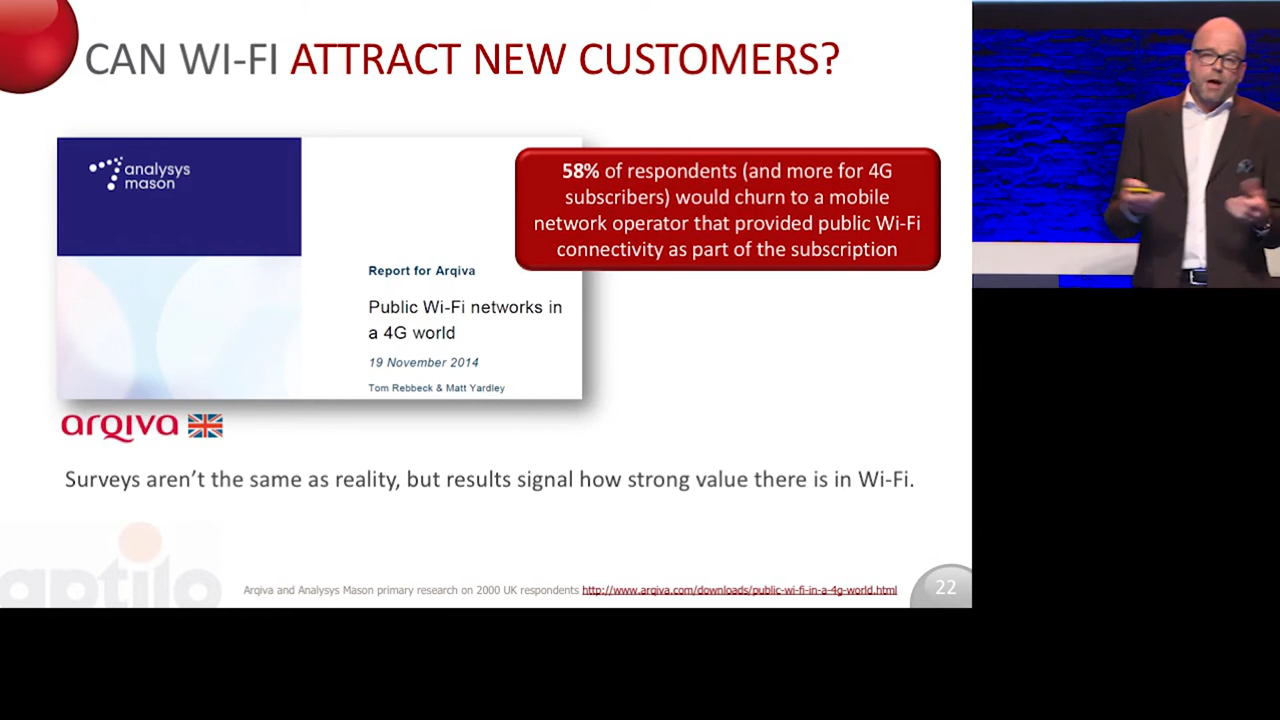 CAN WI-FI ATTRACT NEW CUSTOMERS?
analysys
mason
58% of respondents (and more for 4G
subscribers) would churn to a mobile
network operator that provided public Wi-Fi
connectivity as part of the subscription
Report for Arqiva
Public Wi-Fi networks in
a 4G world
19 November 2014
Tom Rebbeck & Matt Yardley
arqiva
Surveys aren't the same as reality, but results signal how strong value there is in Wi-Fi.
aptilo
Arqiva and Analysys Mason primary research on 2000 UK respondents http://www.arqiva.com/downloads/public-wi-fi-in-a-4g-world.html
22